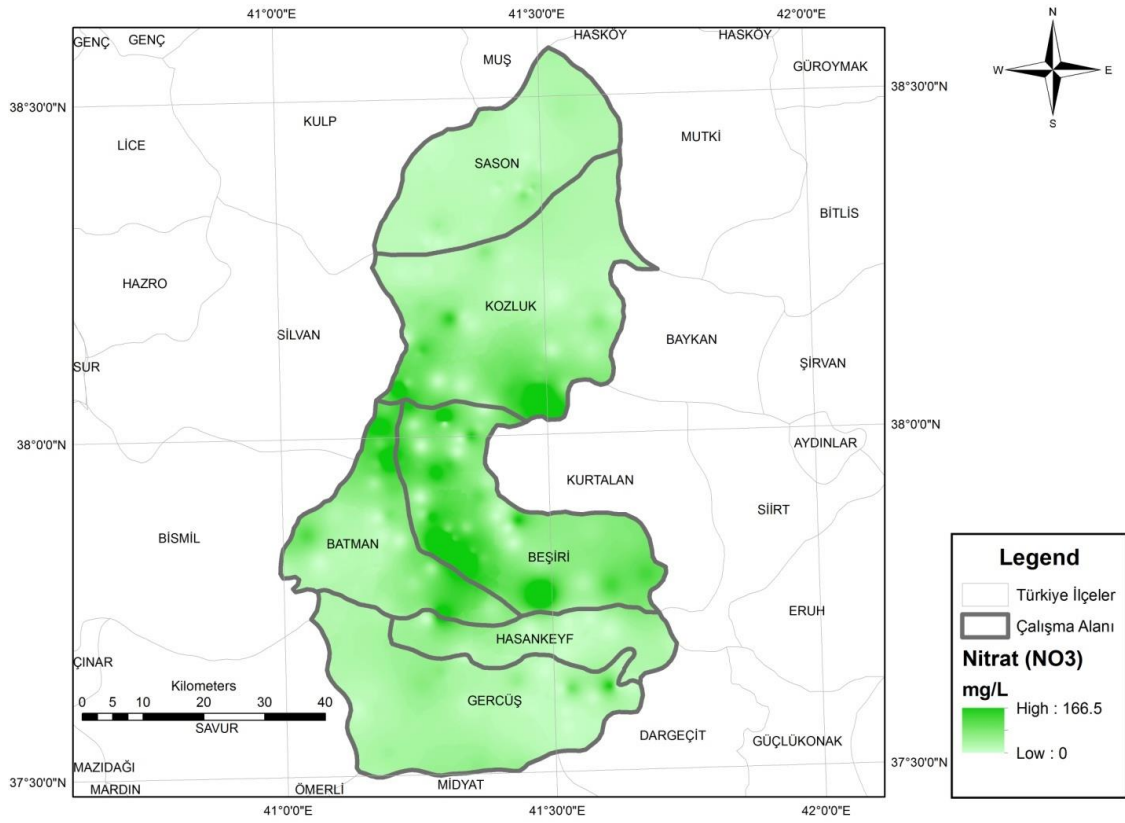 41°0'0"E
41°30'0"E
42°0'0"E
N
W
E
S
GENÇ
GENÇ
MUŞ
HASKÖY
HASKÖY
GÜROYMAK
38°30'0"N
38°30'0"N
KULP
LİCE
MUTKİ
SASON
BİTLİS
HAZRO
KOZLUK
SİLVAN
BAYKAN
ŞİRVAN
SUR
38°0'0"N
38°0'0"N
AYDINLAR
KURTALAN
SİİRT
BİSMİL
BATMAN
BEŞİRİ
ERUH
HASANKEYF
ÇINAR
GERCÜŞ
Kilometers
0 5 10 20 30 40
SAVUR
DARGEÇİT
GÜÇLÜKONAK
MAZIDAĞI
37°30'0"N
37°30'0"N
MARDIN
ÖMERLİ
MİDYAT
41°0'0"E
41°30'0"E
42°0'0"E
Legend
Türkiye İlçeler
Çalışma Alanı
Nitrat (NO3)
mg/L
High : 166.5
Low : 0